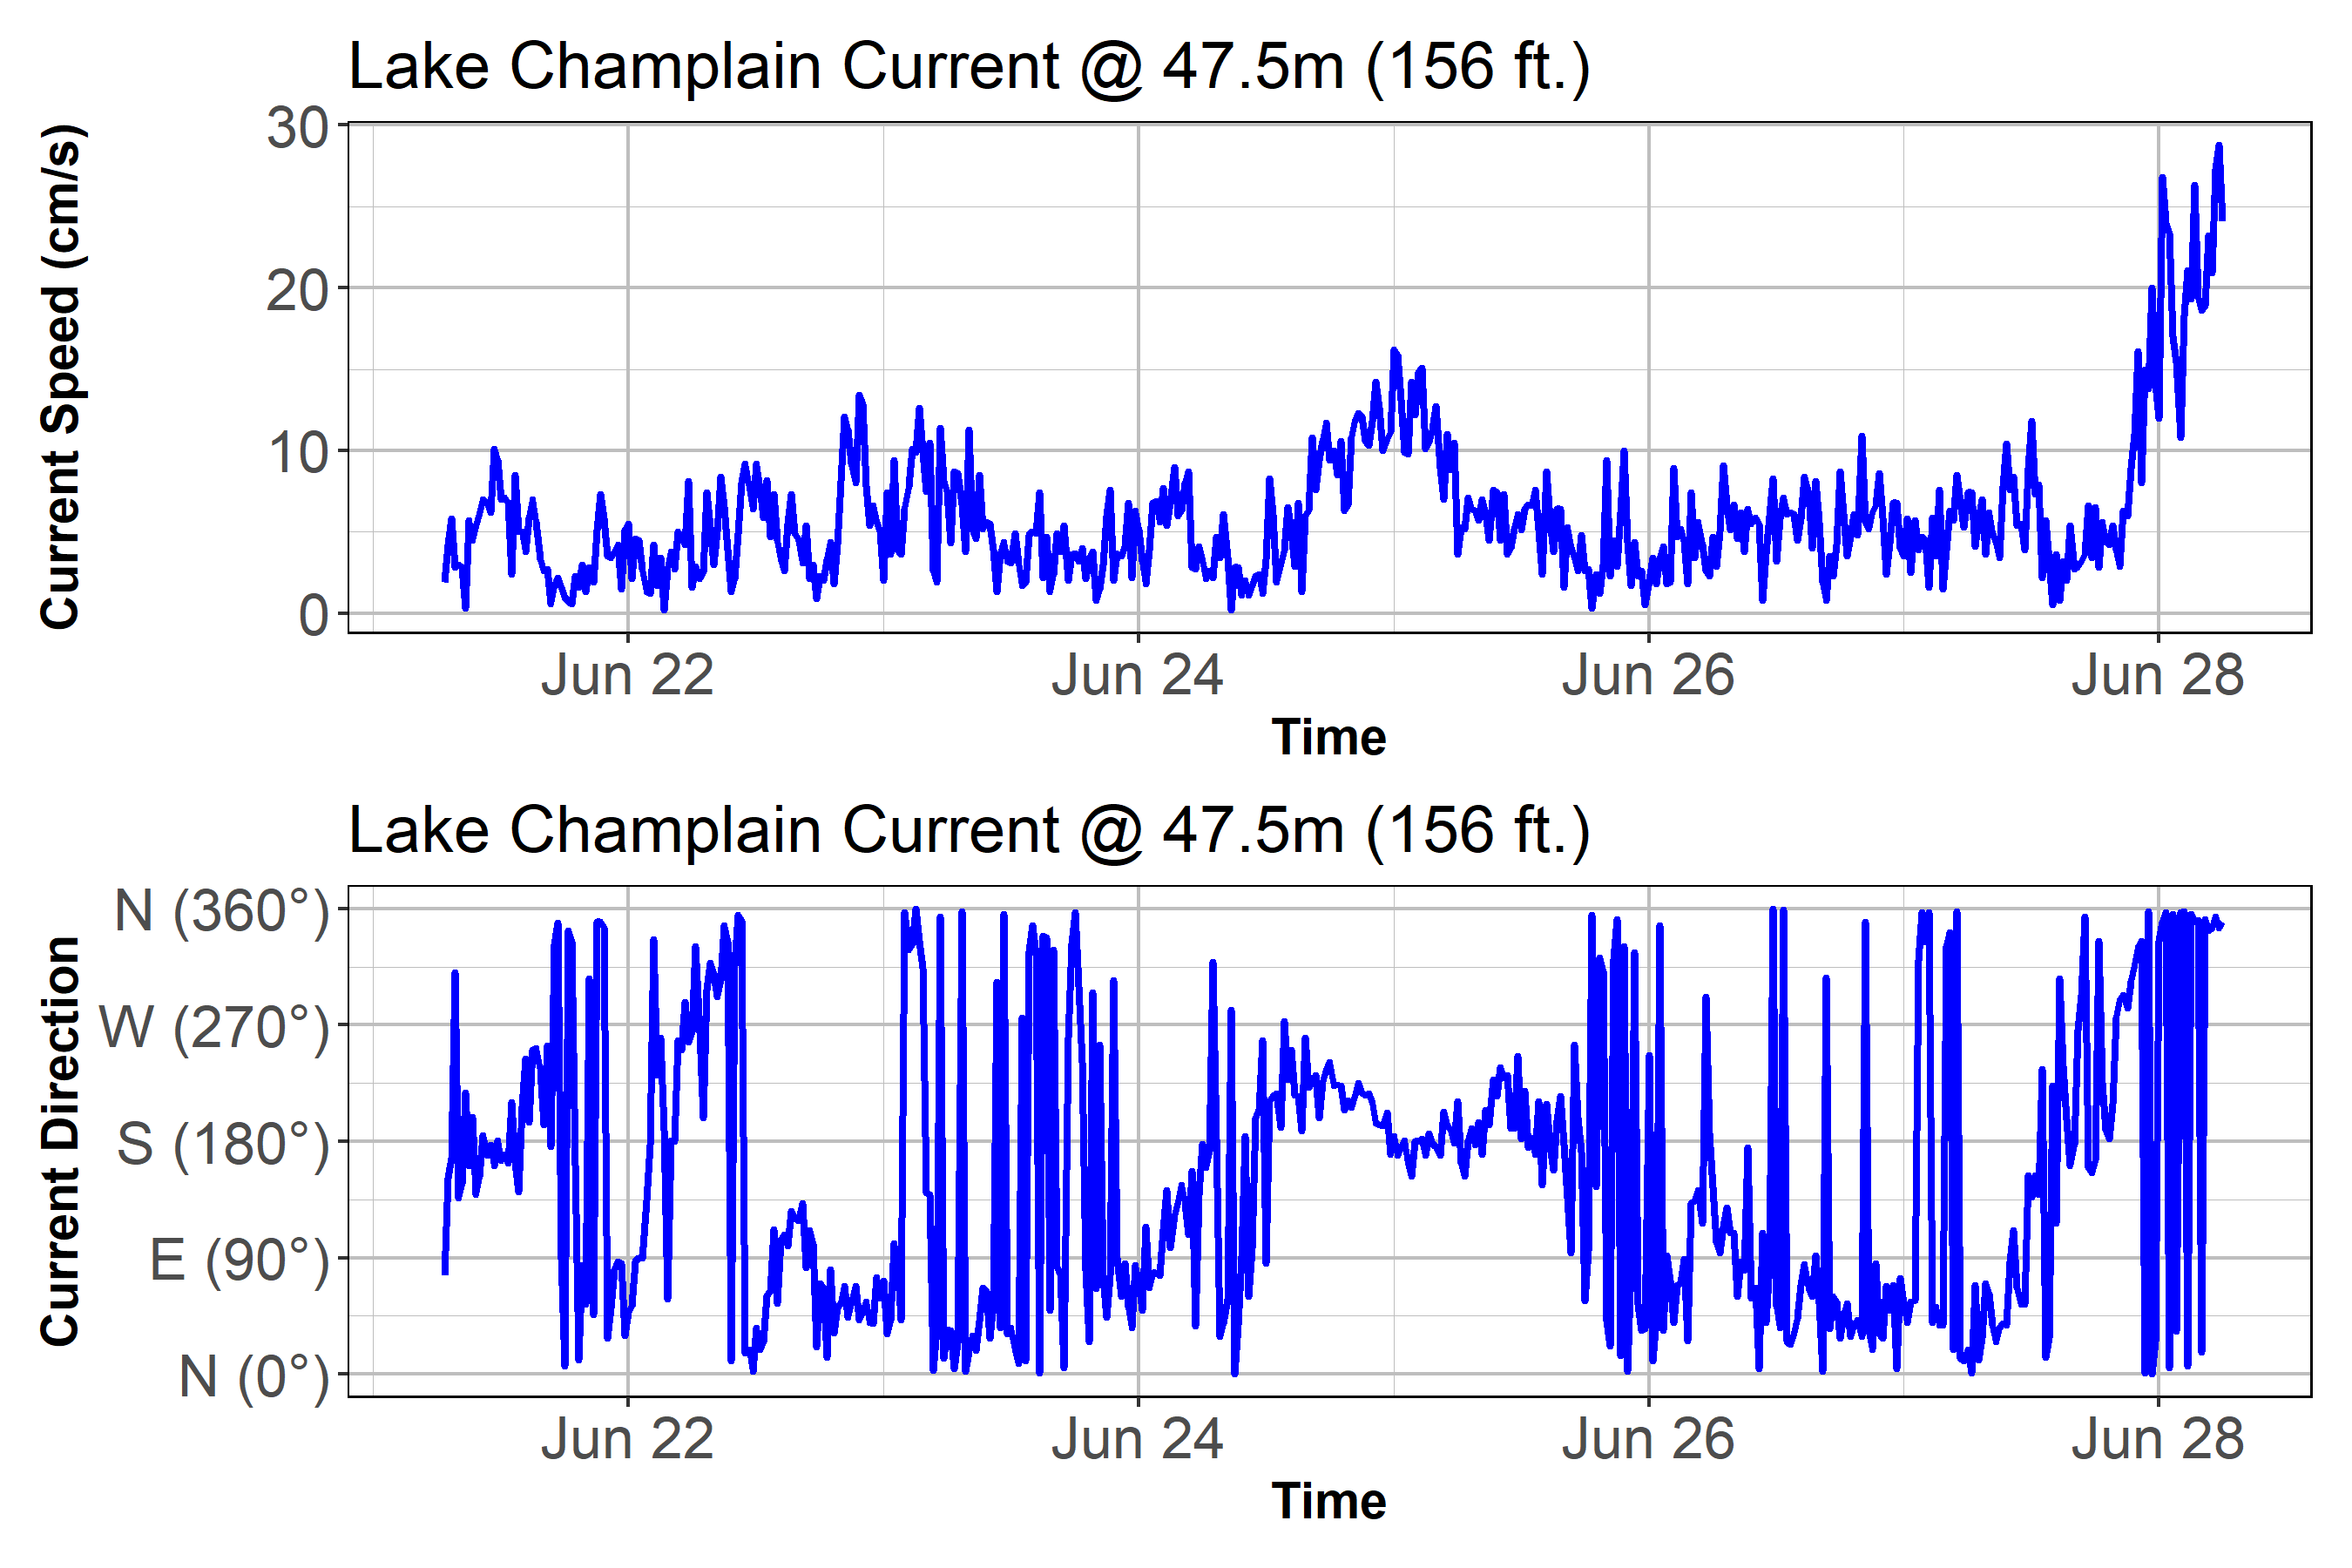 Lake Champlain Current @ 47.5m (156 ft.)
Current Speed (cm/s)
30
20
10
0
Jun 22 Jun 24 Jun 26 Jun 28
Time
Lake Champlain Current @ 47.5m (156 ft.)
Current Direction
N (360°)
W (270°)
S (180°)
E (90°)
N (0°)
Jun 22 Jun 24 Jun 26 Jun 28
Time